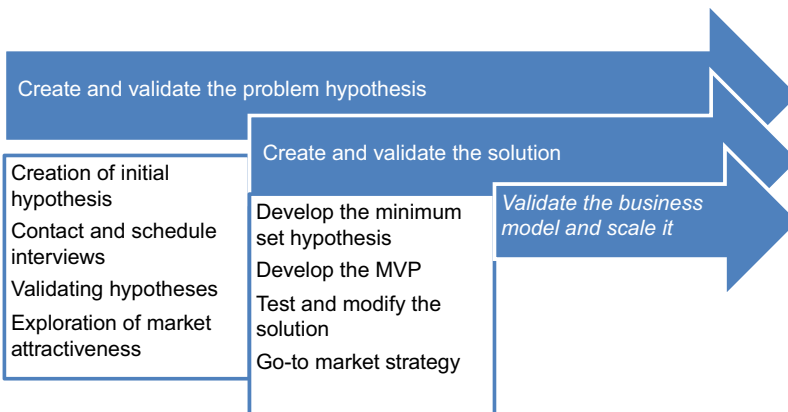 Create and validate the problem hypothesis
Creation of initial
hypothesis
Contact and schedule
interviews
Validating hypotheses
Exploration of market
attractiveness
Create and validate the solution
Develop the minimum
set hypothesis
Develop the MVP
Test and modify the
solution
Go-to market strategy
Validate the business
model and scale it